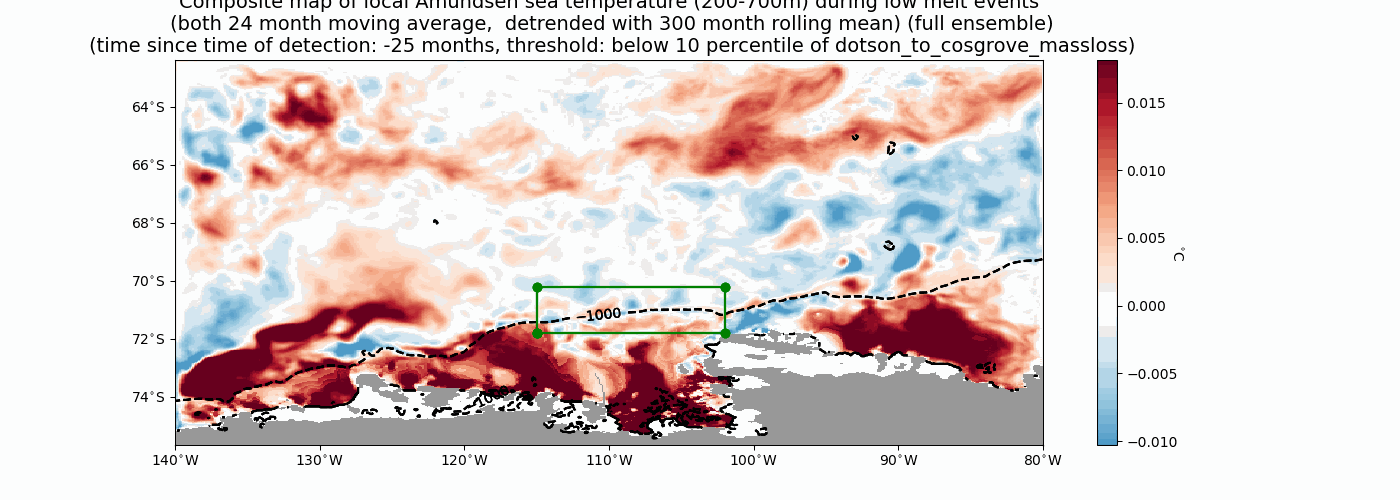 Composite map of local Amundsen sea temperature (200-700m) during low melt events
(both 24 month moving average,  detrended with 300 month rolling mean) (full ensemble)
(time since time of detection: -25 months, threshold: below 10 percentile of dotson_to_cosgrove_massloss)
64°S
66°S
68°S
70°S
72°S
74°S
140°W
130°W
120°W
110°W
100°W
90°W
80°W
−1000
0.015
0.010
0.005
0.000
−0.005
−0.010
°C